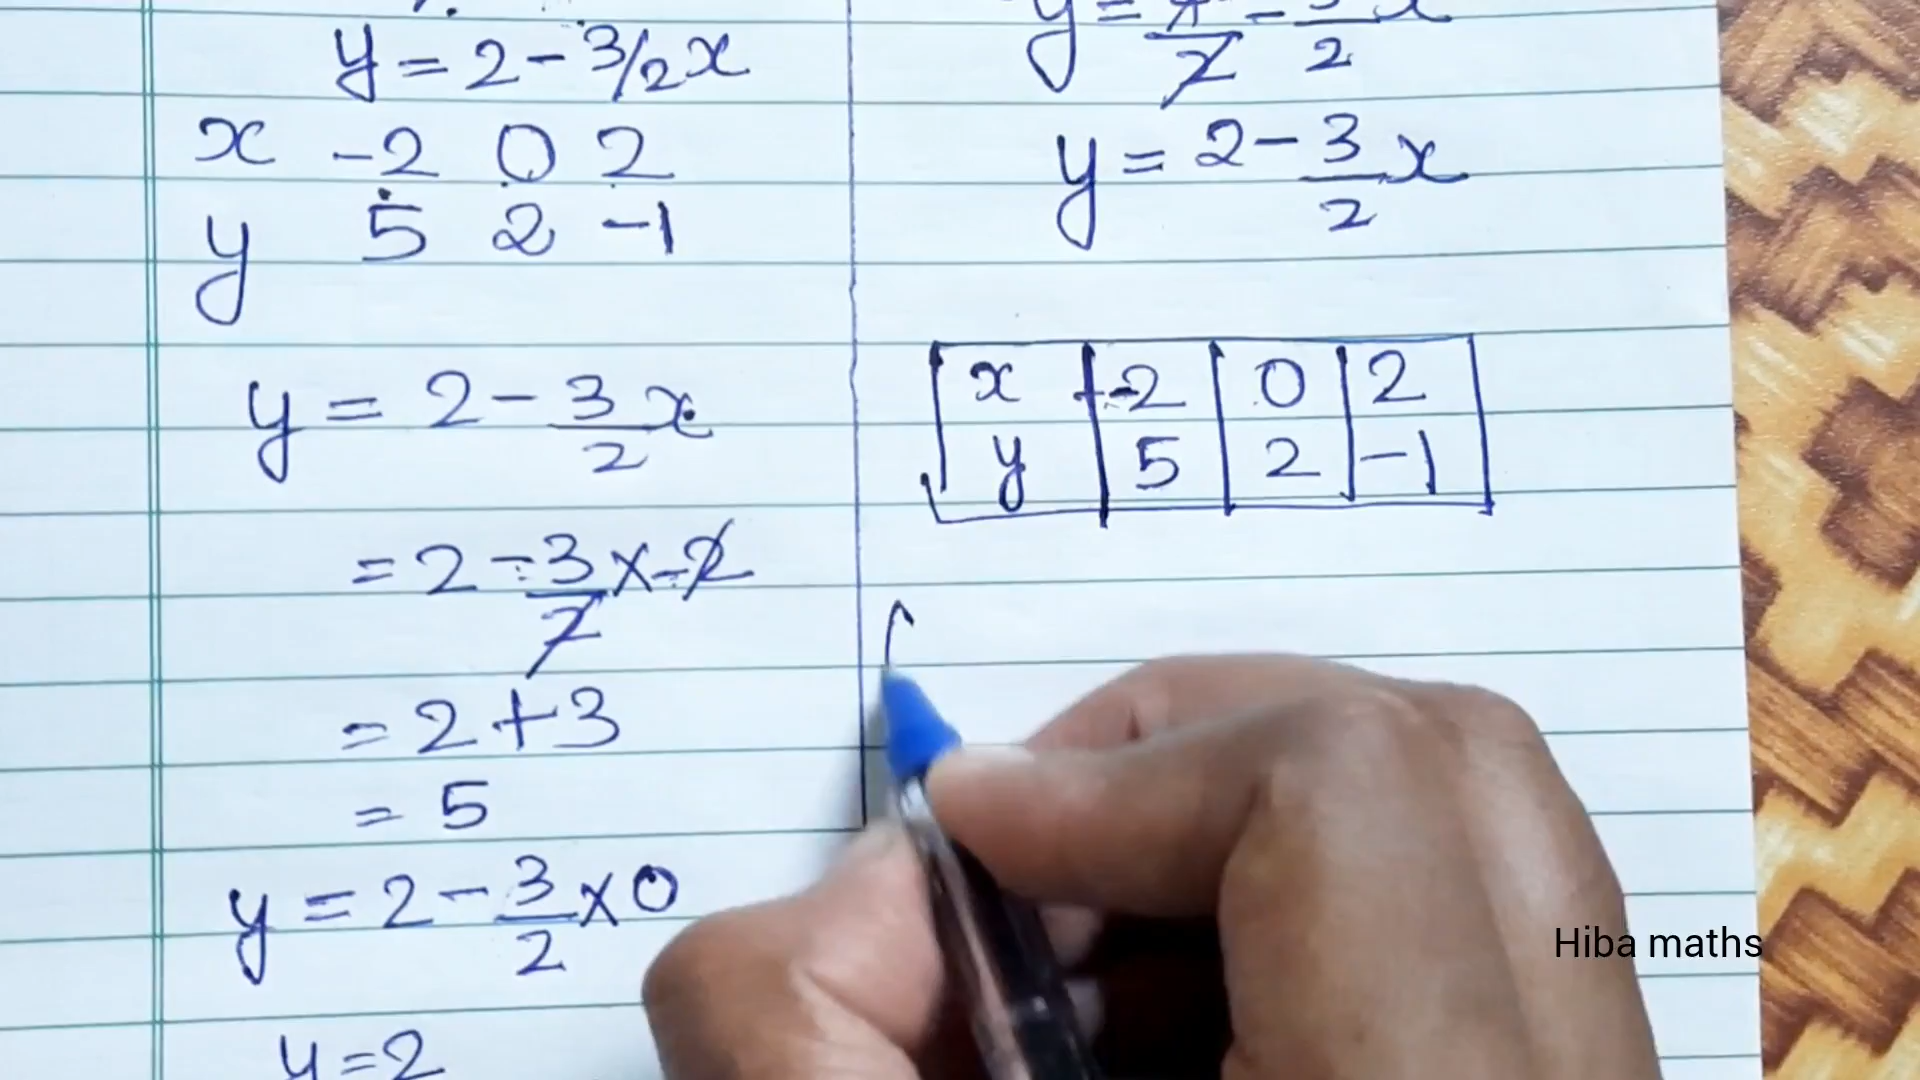 y = 2 - 3/2 x
x -2 0 2
y 5 2 -1
y = 2 - 3/2 x
= 2 - 3/2 x -2
= 2 + 3
= 5
y = 2 - 3/2 x 0
y = 2
y = 2 - 3/2 x
x -2 0 2
y 5 2 -1
Hiba maths